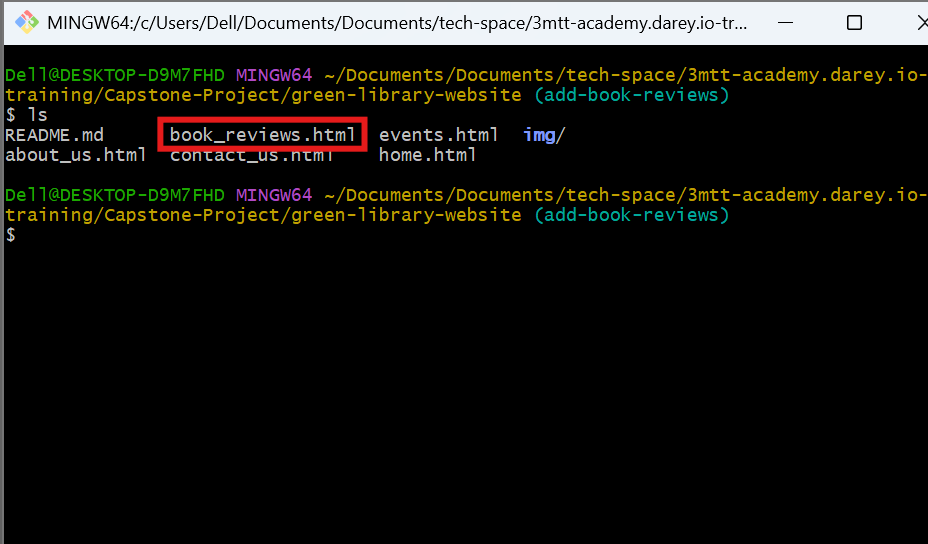 MINGW64:/c/Users/Dell/Documents/Documents/tech-space/3mtt-academy.darey.io-tr...
Dell@DESKTOP-D9M7FHD MINGW64 ~/Documents/Documents/tech-space/3mtt-academy.darey.io-
training/Capstone-Project/green-library-website (add-book-reviews)
$ ls
README.md book_reviews.html events.html img/
about_us.html contact_us.html home.html
Dell@DESKTOP-D9M7FHD MINGW64 ~/Documents/Documents/tech-space/3mtt-academy.darey.io-
training/Capstone-Project/green-library-website (add-book-reviews)
$